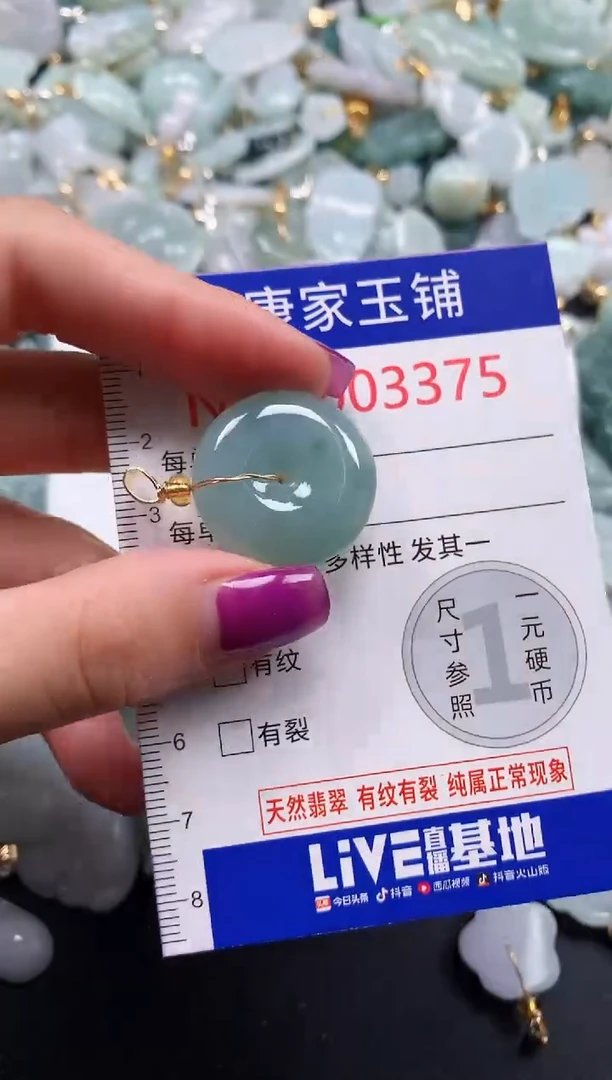 家玉铺
03375
2
每
3
每
多样性 发其一
有纹
尺寸参照
1
一元硬币
6
有裂
天然翡翠 有纹有裂 纯属正常现象
7
LiVE直播基地
今日头条 抖音 西瓜视频 抖音火山版
8